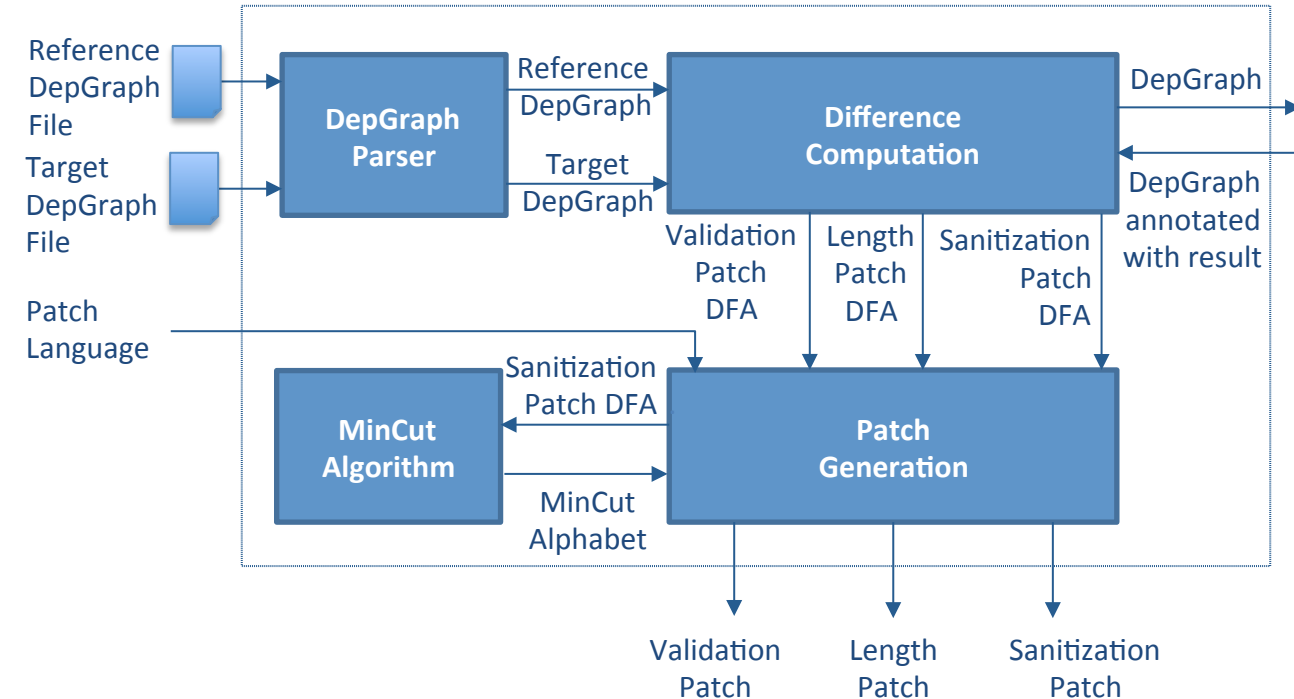 Reference
DepGraph
File
Target
DepGraph
File
Patch
Language
DepGraph
Parser
Reference
DepGraph
Target
DepGraph
Difference
Computation
DepGraph
DepGraph
annotated
with result
Validation
Patch
DFA
Length
Patch
DFA
Sanitization
Patch
DFA
MinCut
Algorithm
Sanitization
Patch DFA
MinCut
Alphabet
Patch
Generation
Validation
Patch
Length
Patch
Sanitization
Patch